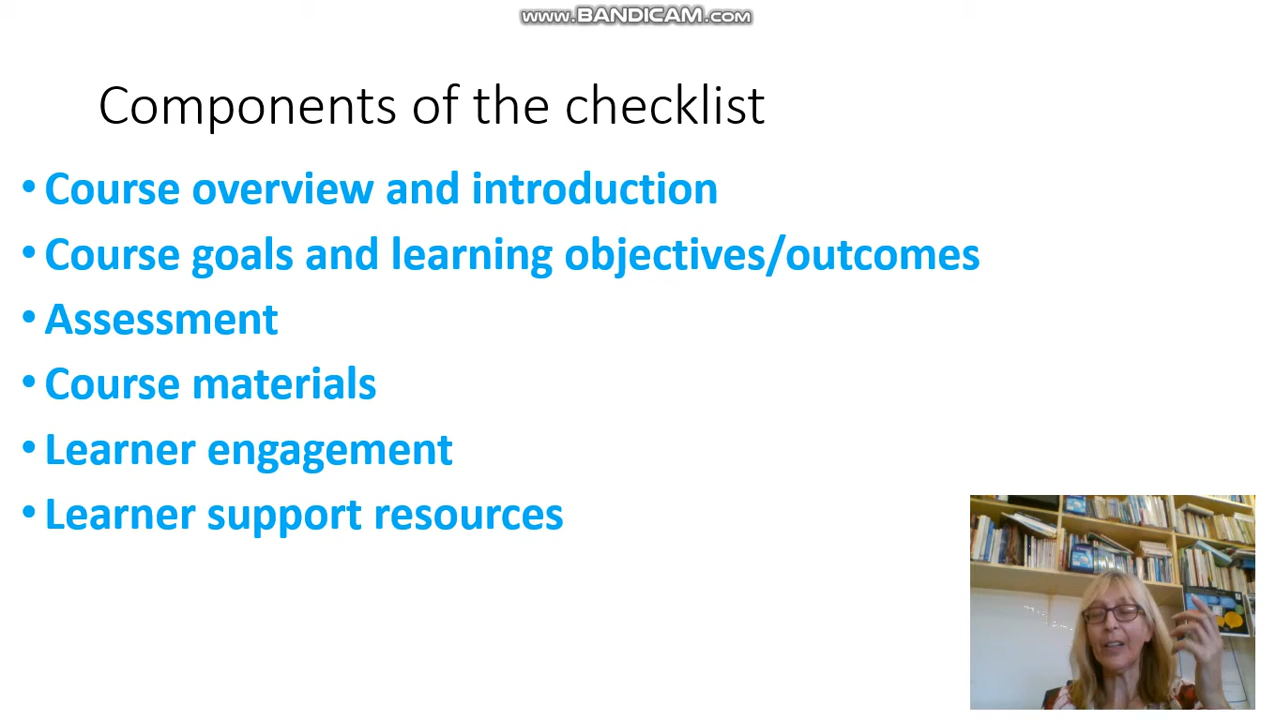 www.BANDICAM.com
Components of the checklist
• Course overview and introduction
• Course goals and learning objectives/outcomes
• Assessment
• Course materials
• Learner engagement
• Learner support resources